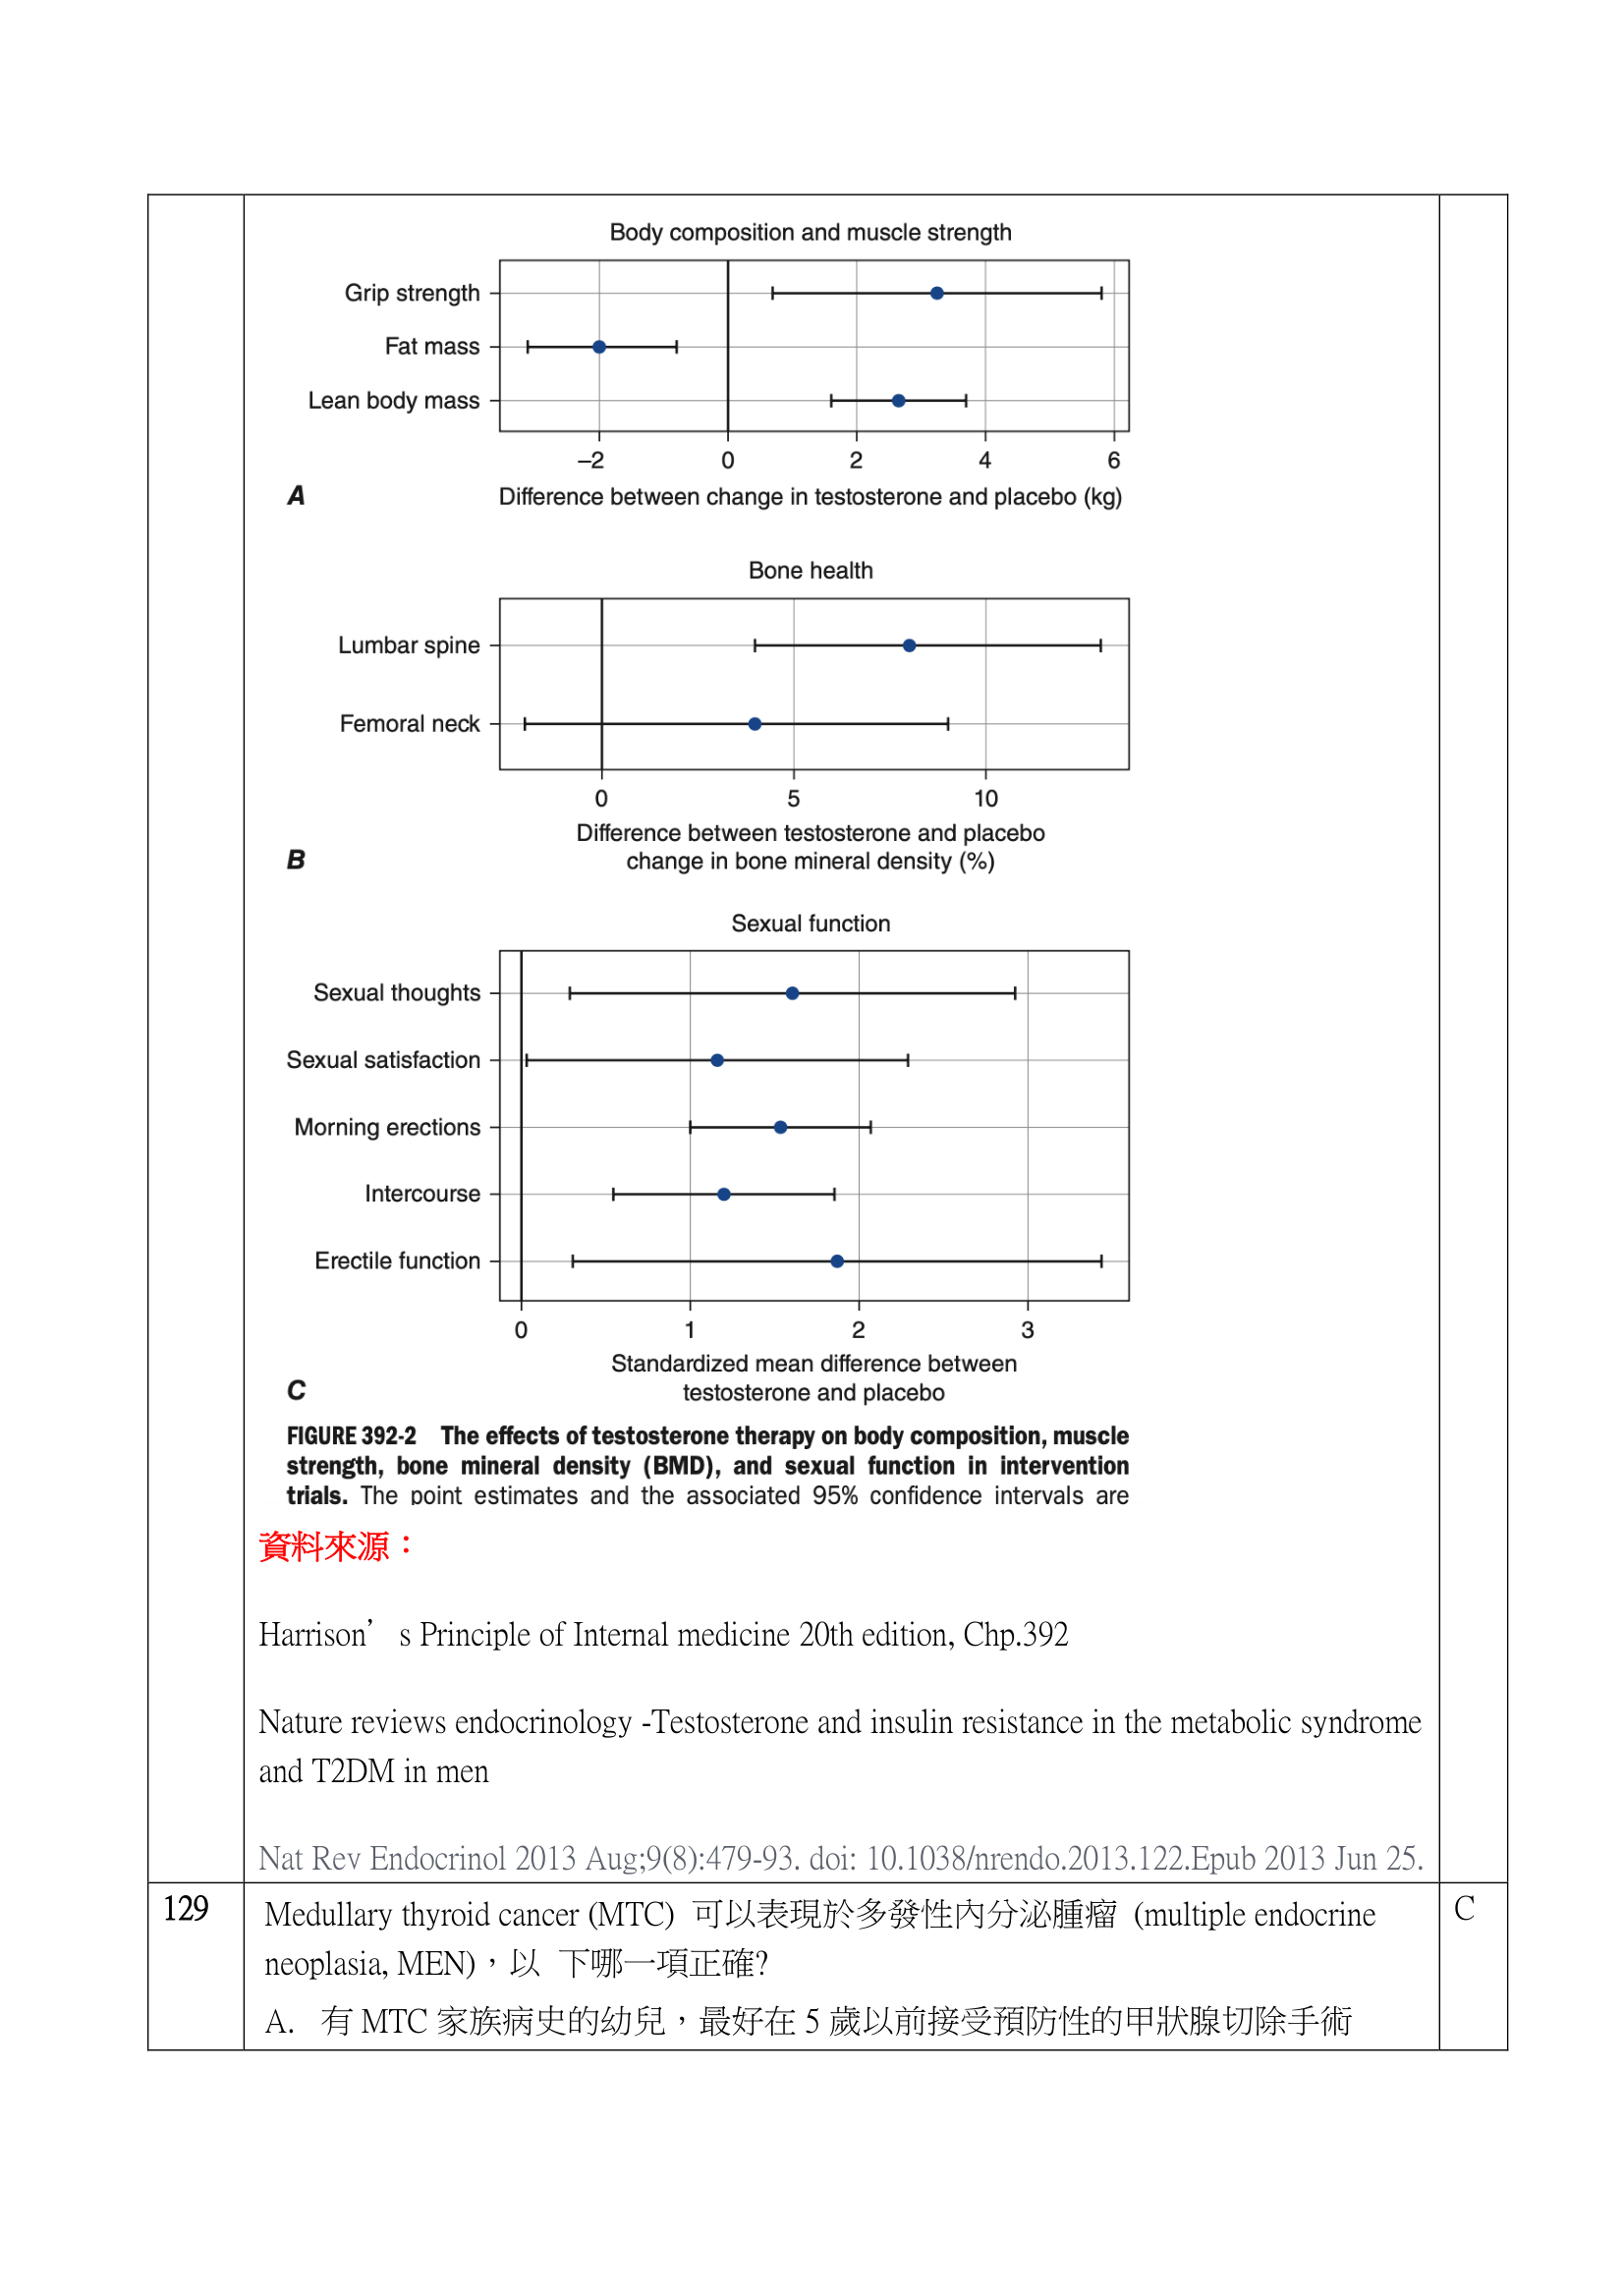 Body composition and muscle strength
Grip strength
Fat mass
Lean body mass
–2 0 2 4 6
A Difference between change in testosterone and placebo (kg)
Bone health
Lumbar spine
Femoral neck
0 5 10
Difference between testosterone and placebo
B change in bone mineral density (%)
Sexual function
Sexual thoughts
Sexual satisfaction
Morning erections
Intercourse
Erectile function
0 1 2 3
Standardized mean difference between
C testosterone and placebo
FIGURE 392-2 The effects of testosterone therapy on body composition, muscle
strength, bone mineral density (BMD), and sexual function in intervention
trials. The point estimates and the associated 95% confidence intervals are
資料來源：
Harrison’s Principle of Internal medicine 20th edition, Chp.392
Nature reviews endocrinology -Testosterone and insulin resistance in the metabolic syndrome
and T2DM in men
Nat Rev Endocrinol 2013 Aug;9(8):479-93. doi: 10.1038/nrendo.2013.122.Epub 2013 Jun 25.
129 Medullary thyroid cancer (MTC) 可以表現於多發性內分泌腫瘤 (multiple endocrine C
neoplasia, MEN)，以 下哪一項正確?
A. 有 MTC 家族病史的幼兒，最好在 5 歲以前接受預防性的甲狀腺切除手術